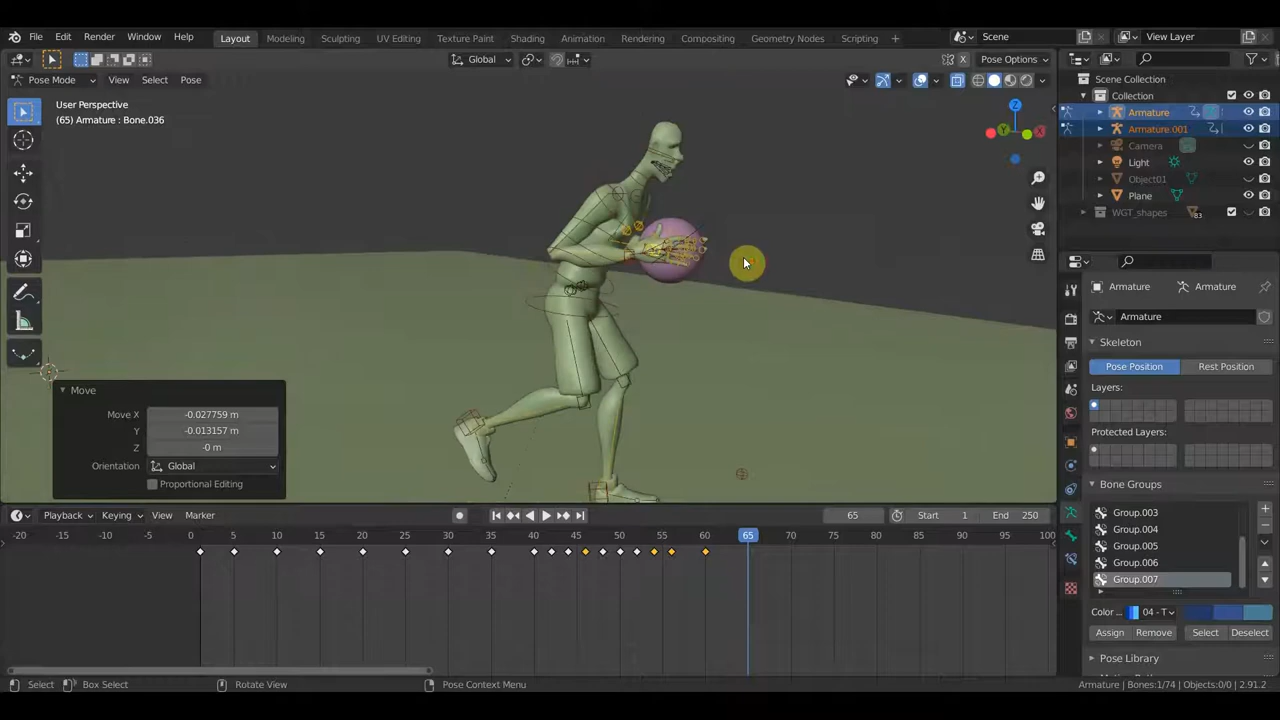 File Edit Render Window Help Layout Modeling Sculpting UV Editing Texture Paint Shading Animation Rendering Compositing Geometry Nodes Scripting + Scene View Layer
Global Pose Options
Pose Mode View Select Pose
User Perspective
(65) Armature : Bone.036
Scene Collection
Collection
Armature
Armature.001
Camera
Light
Object01
Plane
WGT_shapes 83
Z
Y
X
Armature Armature
Armature
Skeleton
Pose Position Rest Position
Layers:
Protected Layers:
Bone Groups
Group.003
Group.004
Group.005
Group.006
Group.007
Color ... 04 - T
Assign Remove Select Deselect
Pose Library
Move
Move X -0.027759 m
Y -0.013157 m
Z -0 m
Orientation Global
Proportional Editing
Playback Keying View Marker 65 Start 1 End 250
-20 -15 -10 -5 0 1 5 10 15 20 25 30 35 40 45 50 55 60 65 70 75 80 85 90 95 100
Select Box Select Rotate View Pose Context Menu Armature | Bones:1/74 | Objects:0/0 | 2.91.2